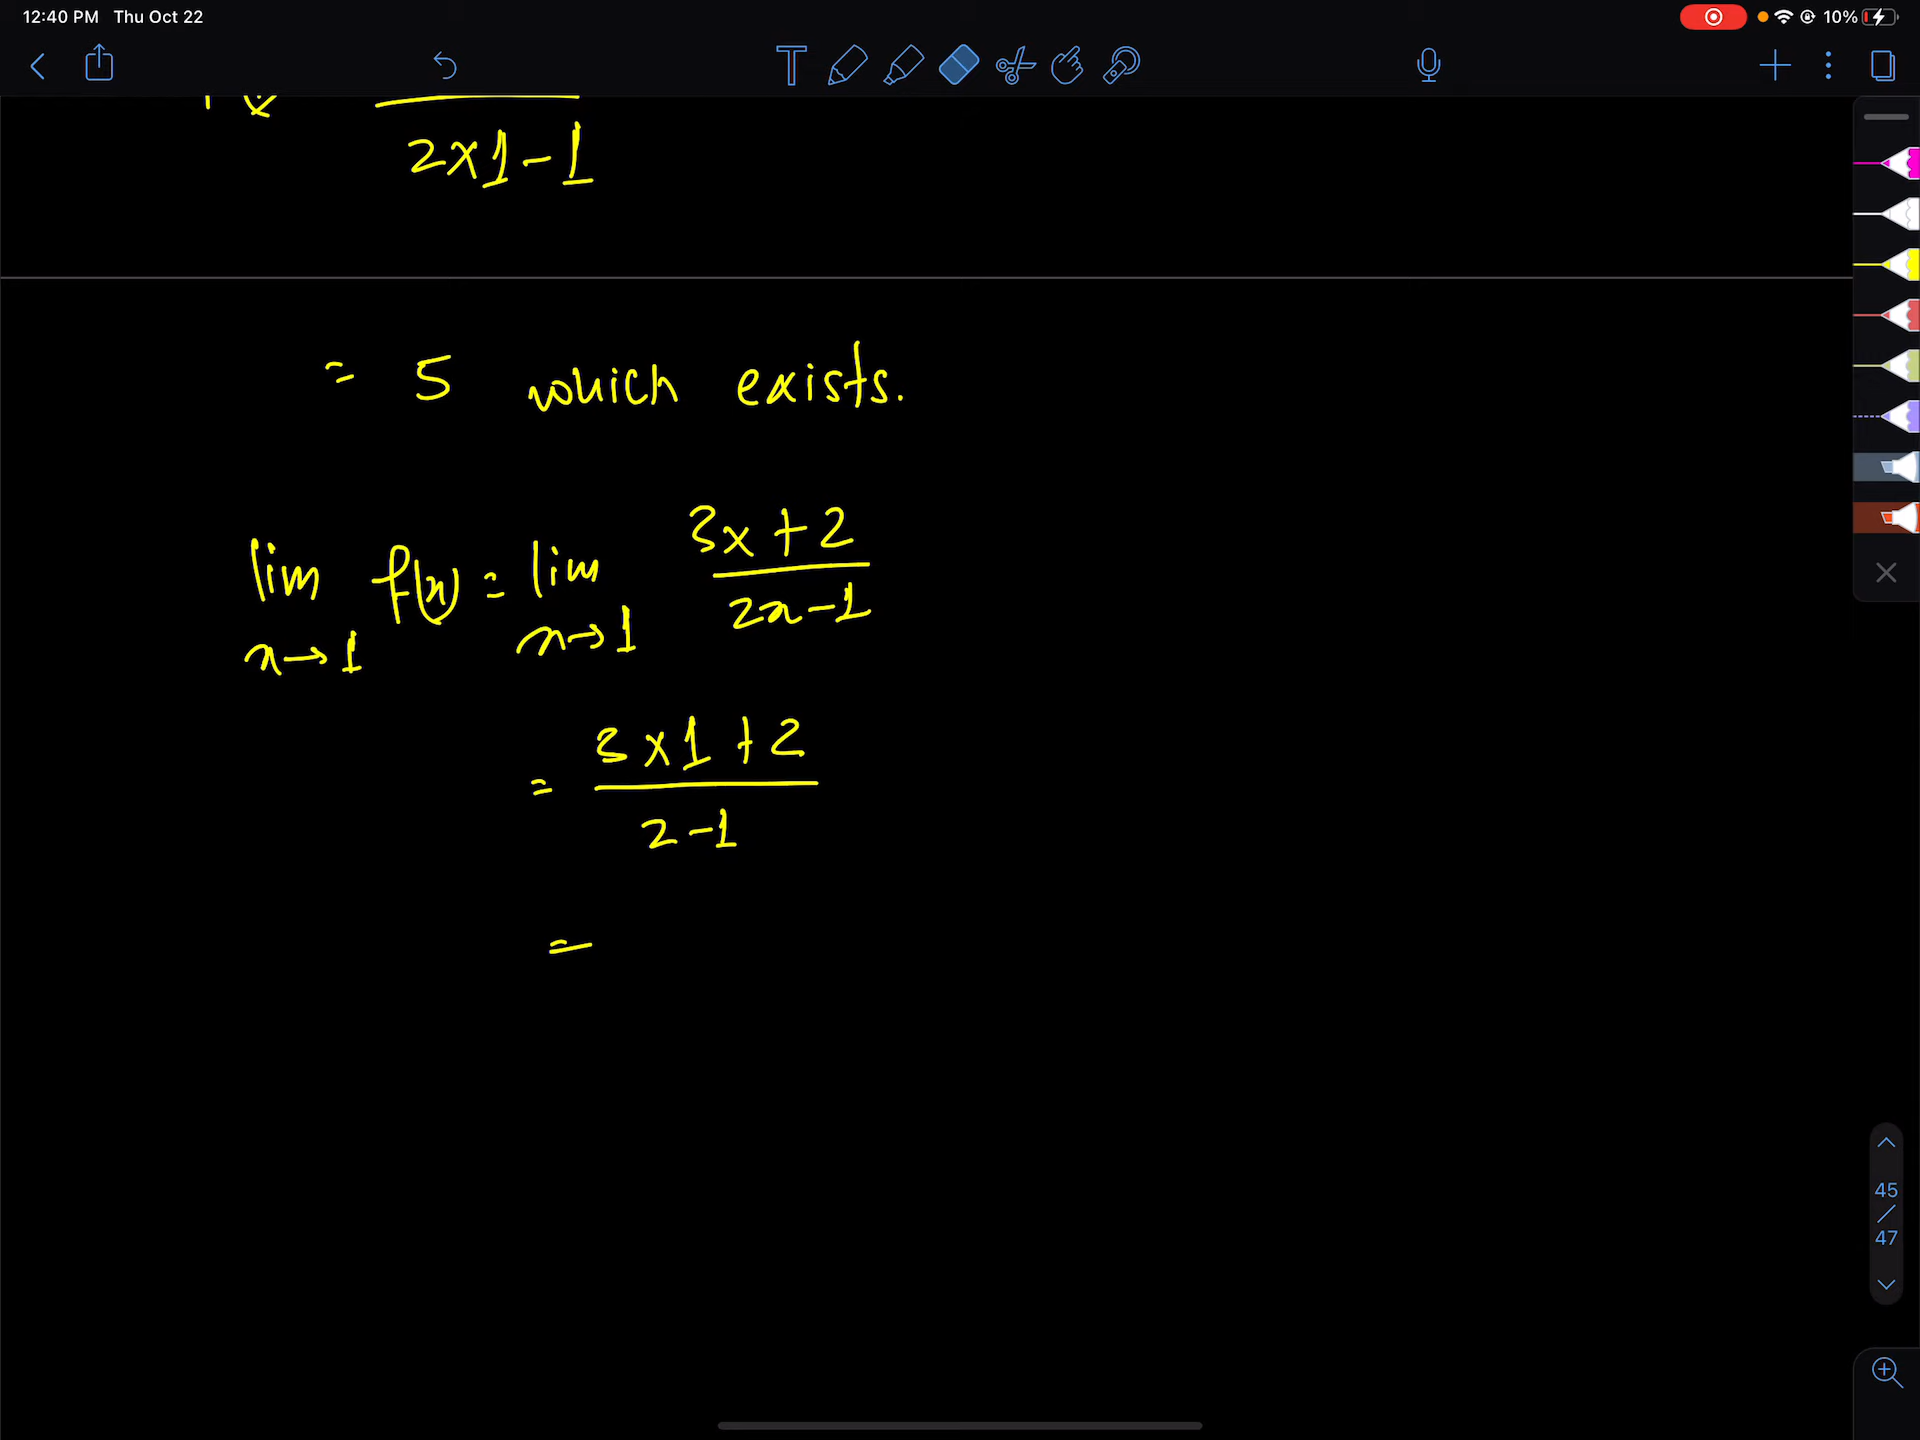 12:40 PM Thu Oct 22 10%
T
2x1-1
= 5 which exists.
lim f(x) = lim 3x + 2 / 2x-1
x→1 x→1
= 3 x 1 + 2 / 2-1
=
45
/
47